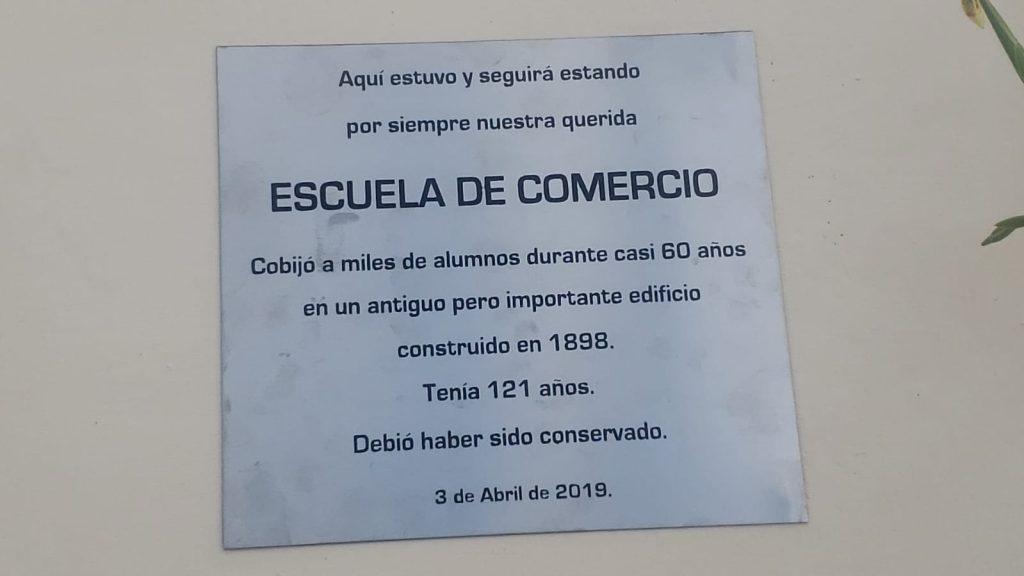 Aquí estuvo y seguirá estando
por siempre nuestra querida
ESCUELA DE COMERCIO
Cobijó a miles de alumnos durante casi 60 años
en un antiguo pero importante edificio
construido en 1898.
Tenía 121 años.
Debió haber sido conservado.
3 de Abril de 2019.